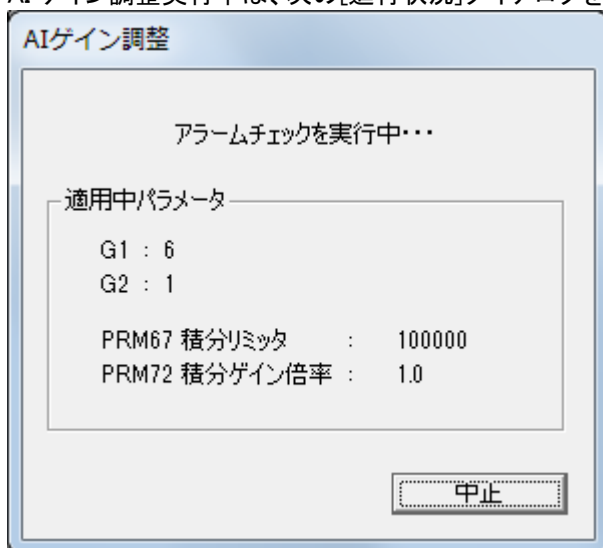 AIゲイン調整
アラームチェックを実行中・・・
適用中パラメータ
G1 : 6
G2 : 1
PRM67 積分リミッタ : 100000
PRM72 積分ゲイン倍率 : 1.0
中止